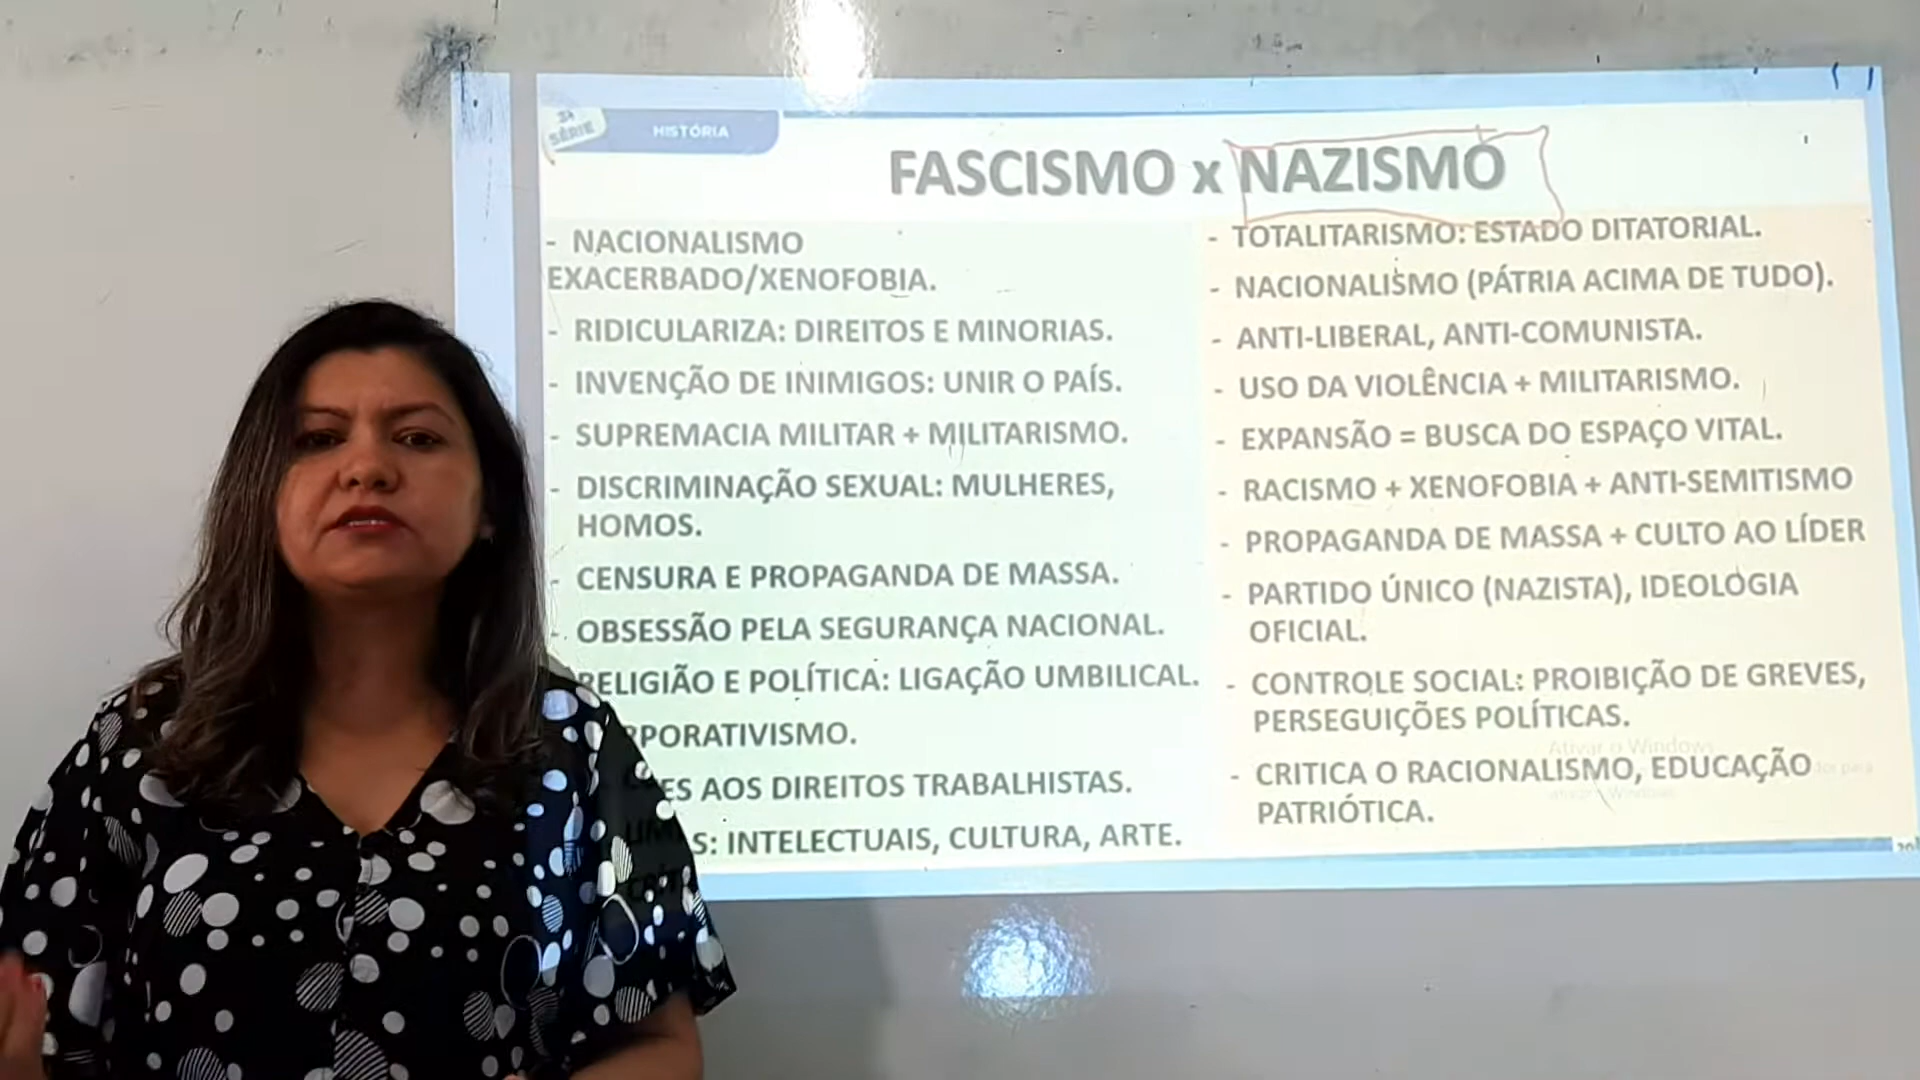 3ª
SÉRIE
HISTÓRIA
FASCISMO x NAZISMO
- NACIONALISMO
EXACERBADO/XENOFOBIA.
- RIDICULARIZA: DIREITOS E MINORIAS.
- INVENÇÃO DE INIMIGOS: UNIR O PAÍS.
- SUPREMACIA MILITAR + MILITARISMO.
- DISCRIMINAÇÃO SEXUAL: MULHERES,
HOMOS.
- CENSURA E PROPAGANDA DE MASSA.
- OBSESSÃO PELA SEGURANÇA NACIONAL.
RELIGIÃO E POLÍTICA: LIGAÇÃO UMBILICAL.
RPORATIVISMO.
ES AOS DIREITOS TRABALHISTAS.
S: INTELECTUAIS, CULTURA, ARTE.
- TOTALITARISMO: ESTADO DITATORIAL.
- NACIONALISMO (PÁTRIA ACIMA DE TUDO).
- ANTI-LIBERAL, ANTI-COMUNISTA.
- USO DA VIOLÊNCIA + MILITARISMO.
- EXPANSÃO = BUSCA DO ESPAÇO VITAL.
- RACISMO + XENOFOBIA + ANTI-SEMITISMO
- PROPAGANDA DE MASSA + CULTO AO LÍDER
- PARTIDO ÚNICO (NAZISTA), IDEOLOGIA
OFICIAL.
- CONTROLE SOCIAL: PROIBIÇÃO DE GREVES,
PERSEGUIÇÕES POLÍTICAS.
- CRITICA O RACIONALISMO, EDUCAÇÃO
PATRIÓTICA.
Ativar o Windows